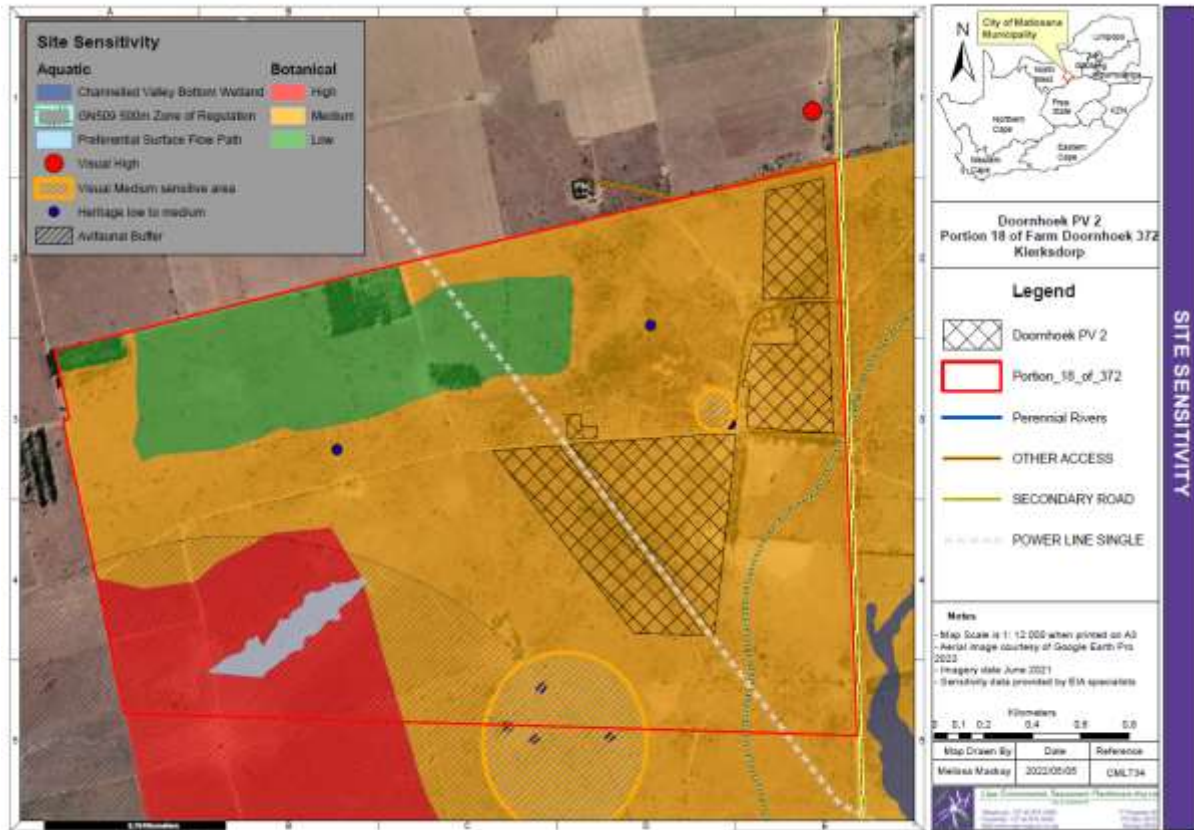 A B C D E
Site Sensitivity
Aquatic
Botanical
Channelled Valley Bottom Wetland
High
GN509 500m Zone of Regulation
Medium
Preferential Surface Flow Path
Low
Visual High
Visual Medium sensitive area
Heritage low to medium
Avifaunal Buffer
1
2
3
4
5
N
City of Matlosana
Municipality
Limpopo
North
West
Free
State
KZN
Northern
Cape
Eastern
Cape
Western
Cape
Doornhoek PV 2
Portion 18 of Farm Doornhoek 372
Klerksdorp
Legend
Doornhoek PV 2
Portion_18_of_372
Perennial Rivers
OTHER ACCESS
SECONDARY ROAD
POWER LINE SINGLE
Notes
- Map Scale is 1: 12 000 when printed on A3
- Aerial image courtesy of Google Earth Pro
2022
- Imagery date June 2021
- Sensitivity data provided by EIA specialists
Kilometers
0 0.1 0.2 0.4 0.6 0.8
Map Drawn By Date Reference
Melissa Mackay 2022/05/05 CML734
SITE SENSITIVITY